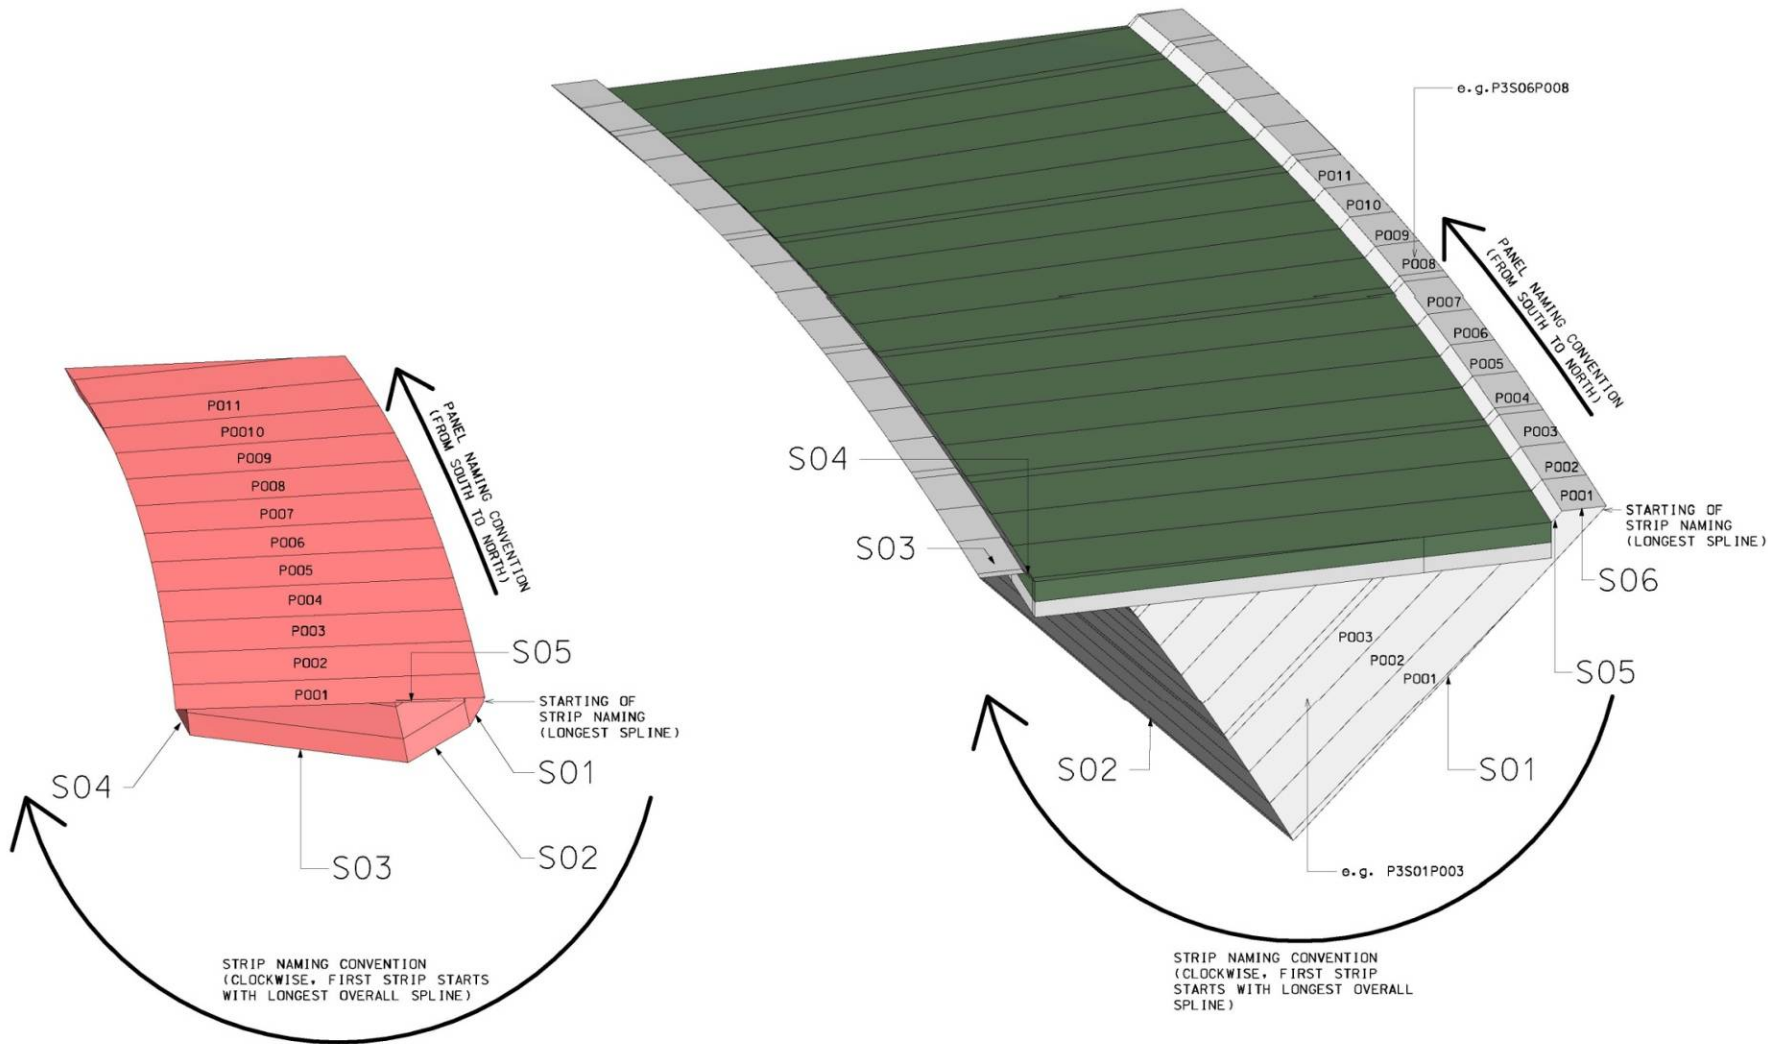 P011
P0010
P009
P008
P007
P006
P005
P004
P003
P002
P001
PANEL NAMING CONVENTION
(FROM SOUTH TO NORTH)
S05
STARTING OF
STRIP NAMING
(LONGEST SPLINE)
S01
S02
S03
S04
STRIP NAMING CONVENTION
(CLOCKWISE, FIRST STRIP STARTS
WITH LONGEST OVERALL SPLINE)
e.g.P3S06P008
P011
P010
P009
P008
P007
P006
P005
P004
P003
P002
P001
PANEL NAMING CONVENTION
(FROM SOUTH TO NORTH)
STARTING OF
STRIP NAMING
(LONGEST SPLINE)
S04
S03
S06
S05
P003
P002
P001
S02
S01
e.g. P3S01P003
STRIP NAMING CONVENTION
(CLOCKWISE, FIRST STRIP
STARTS WITH LONGEST OVERALL
SPLINE)